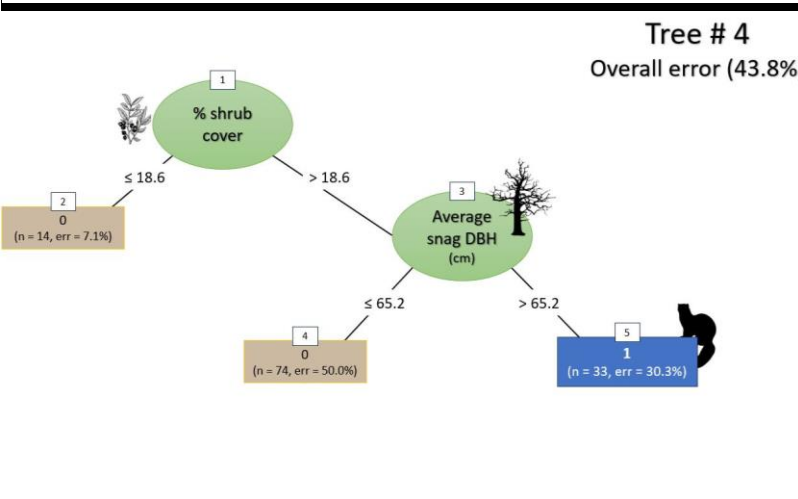 Tree # 4
Overall error (43.8%
1
% shrub
cover
≤ 18.6
> 18.6
2
0
(n = 14, err = 7.1%)
3
Average
snag DBH
(cm)
≤ 65.2
> 65.2
4
0
(n = 74, err = 50.0%)
5
1
(n = 33, err = 30.3%)